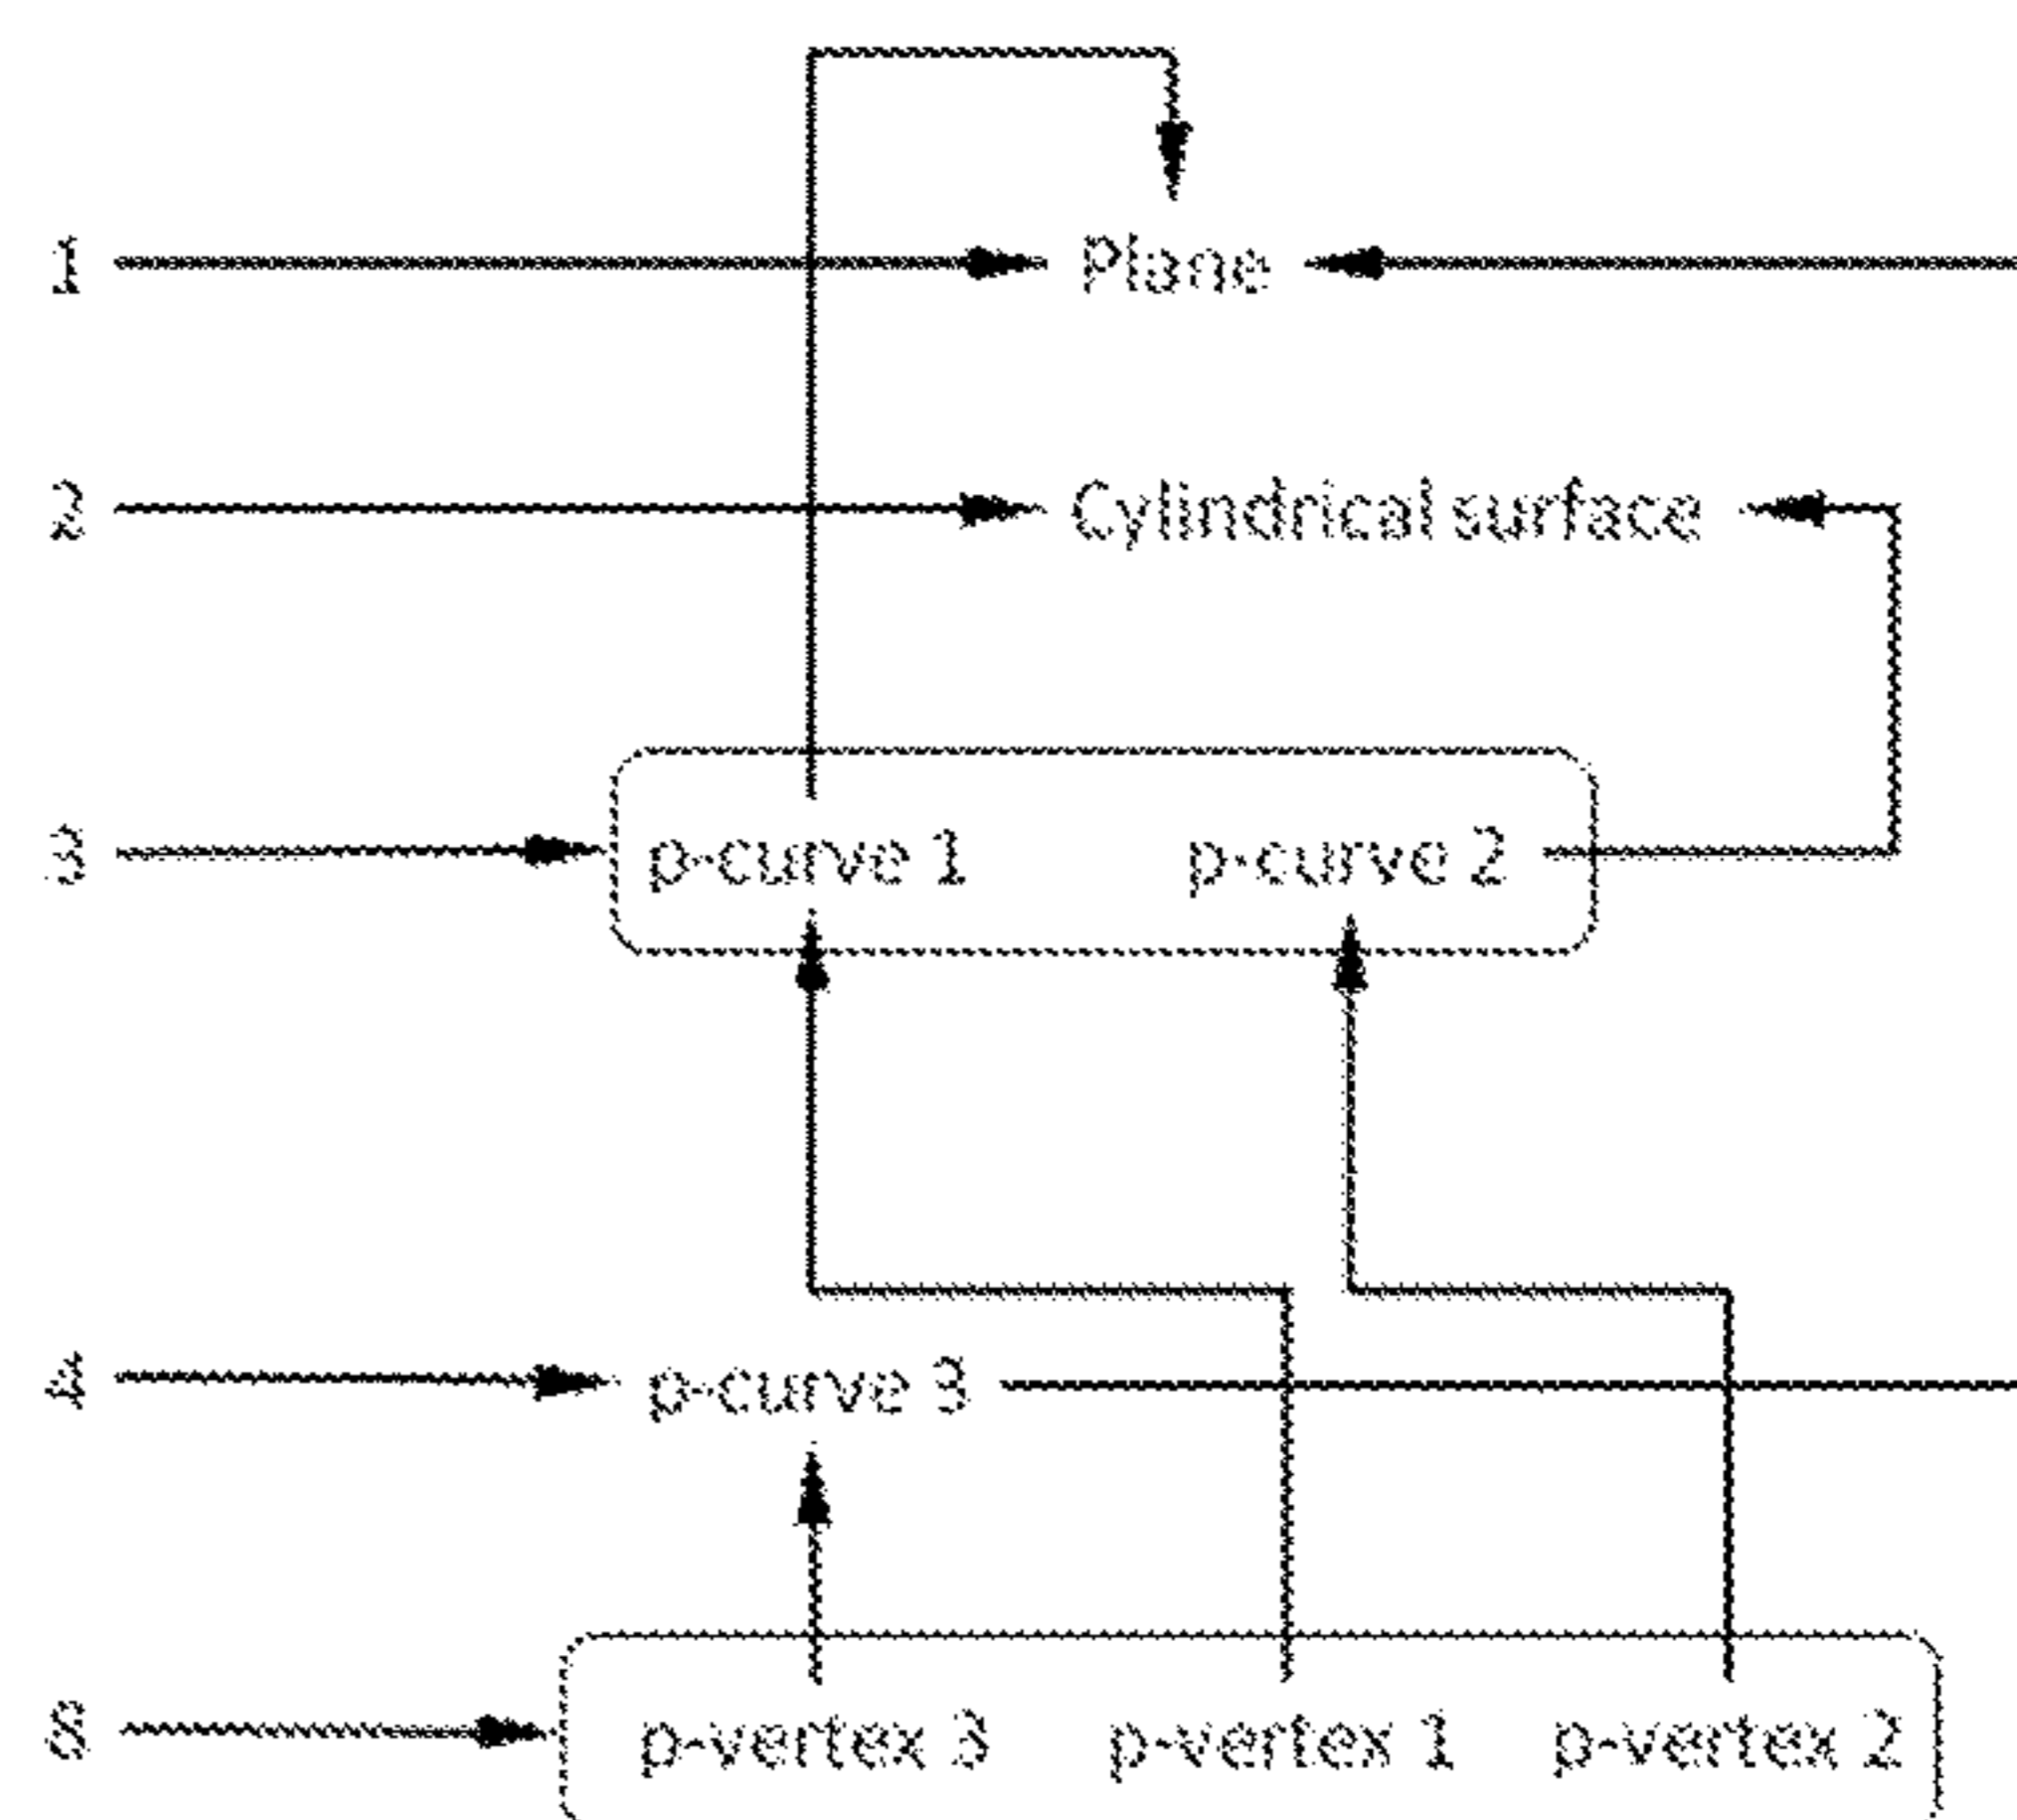 1 Plane
2 Cylindrical surface
3 p-curve 1 p-curve 2
4 p-curve 3
8 p-vertex 3 p-vertex 1 p-vertex 2